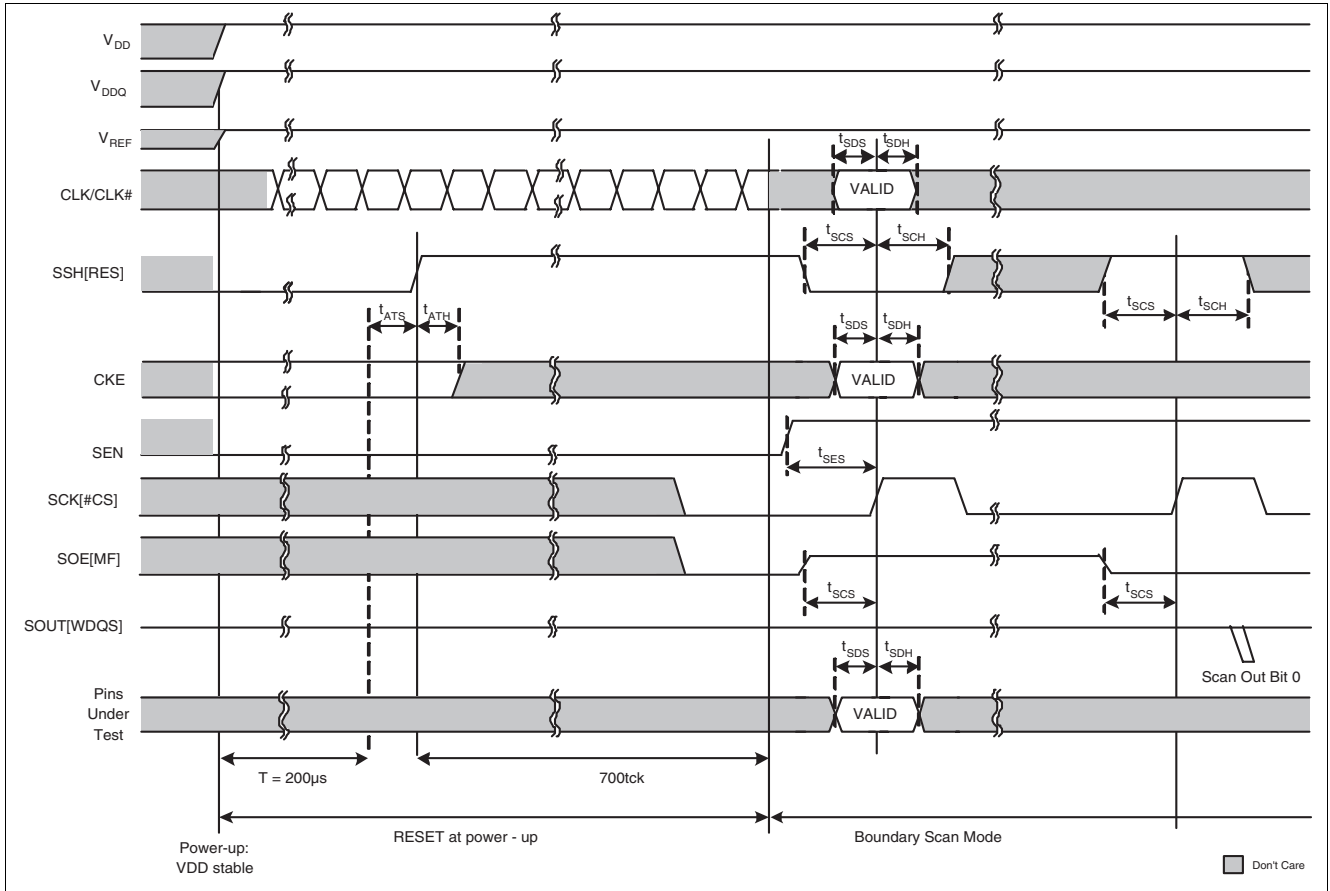 VDD
VDDQ
VREF
tSDS tSDH
CLK/CLK# VALID
tSCS tSCH
SSH[RES]
tSCS tSCH
tATS tATH
tSDS tSDH
CKE VALID
SEN
tSES
SCK[#CS]
SOE[MF]
tSCS tSCS
SOUT[WDQS]
tSDS tSDH
Scan Out Bit 0
Pins
Under
Test
VALID
T = 200µs 700tck
RESET at power - up Boundary Scan Mode
Power-up:
VDD stable
Don't Care